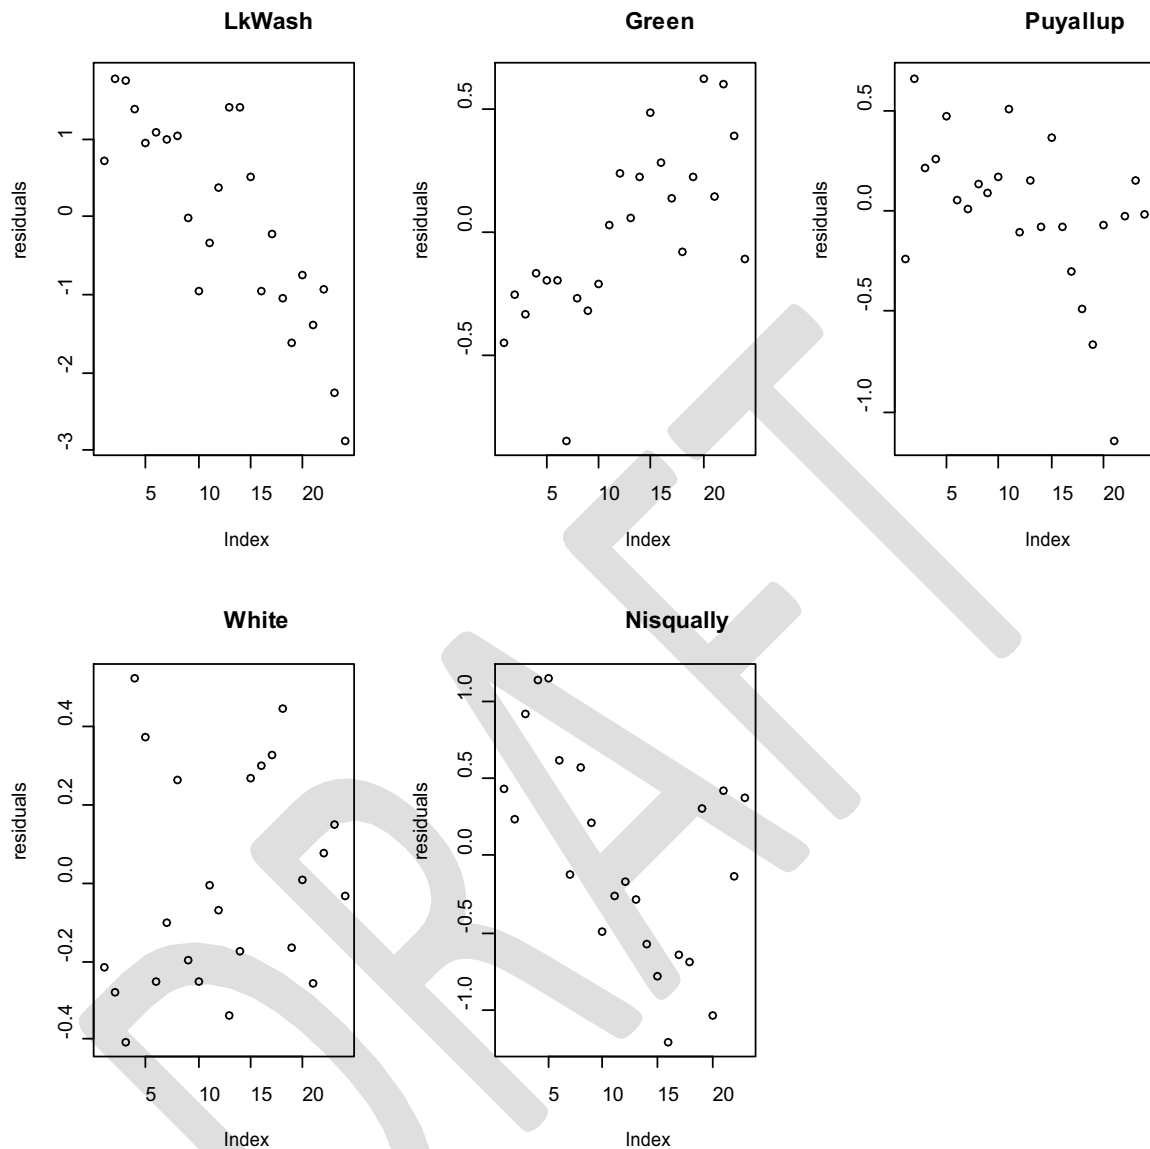 LkWash Green Puyallup
residuals
1
0
-1
-2
-3
5 10 15 20
Index
residuals
0.5
0.0
-0.5
5 10 15 20
Index
residuals
0.5
0.0
-0.5
-1.0
5 10 15 20
Index
White Nisqually
residuals
0.4
0.2
0.0
-0.2
-0.4
5 10 15 20
Index
residuals
1.0
0.5
0.0
-0.5
-1.0
5 10 15 20
Index
DRAFT